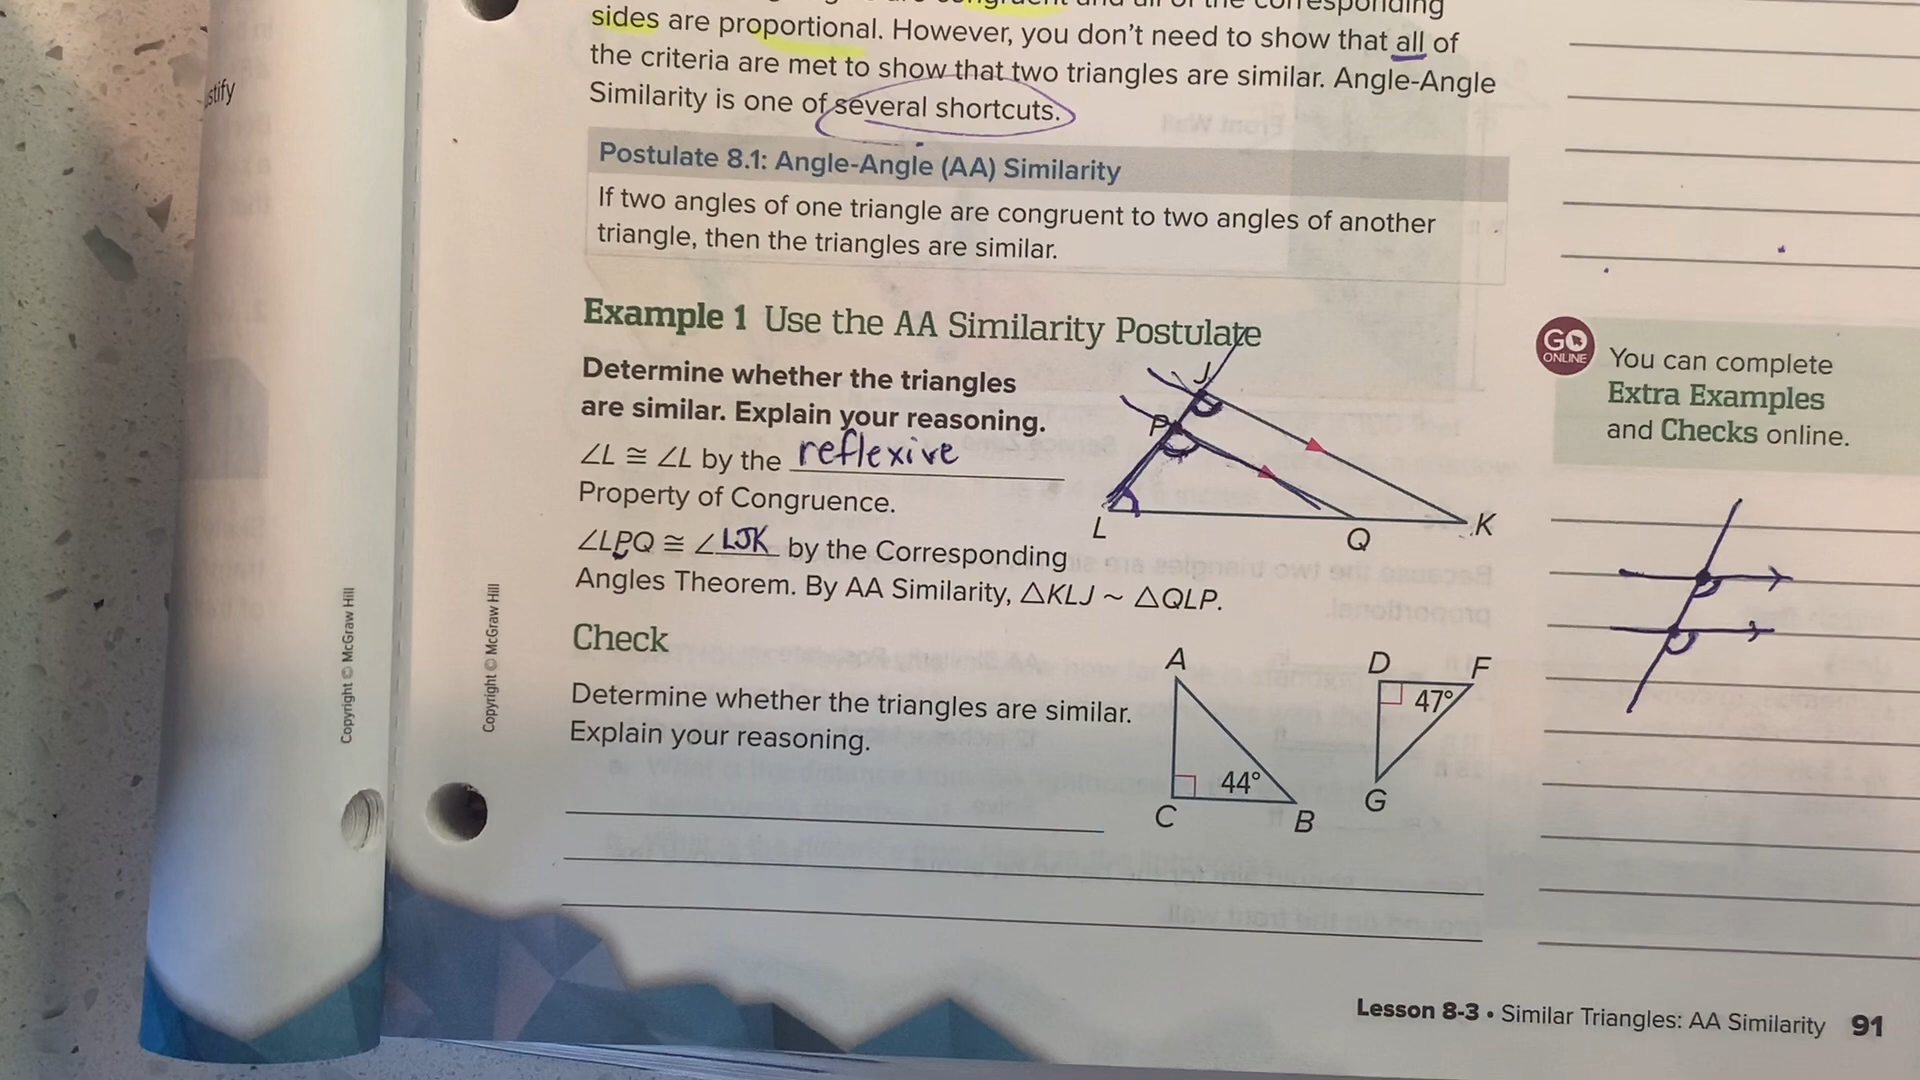 congruent and all of the corresponding
sides are proportional. However, you don't need to show that all of
the criteria are met to show that two triangles are similar. Angle-Angle
Similarity is one of several shortcuts.
Postulate 8.1: Angle-Angle (AA) Similarity
If two angles of one triangle are congruent to two angles of another
triangle, then the triangles are similar.
Example 1 Use the AA Similarity Postulate
Determine whether the triangles
are similar. Explain your reasoning.
∠L ≅ ∠L by the reflexive
Property of Congruence.
∠LPQ ≅ ∠LJK by the Corresponding
Angles Theorem. By AA Similarity, △KLJ ~ △QLP.
J
P
L
Q
K
Check
Determine whether the triangles are similar.
Explain your reasoning.
A
44°
C
B
D
F
47°
G
GO
ONLINE
You can complete
Extra Examples
and Checks online.
Copyright © McGraw Hill
Copyright © McGraw Hill
Lesson 8-3 • Similar Triangles: AA Similarity 91